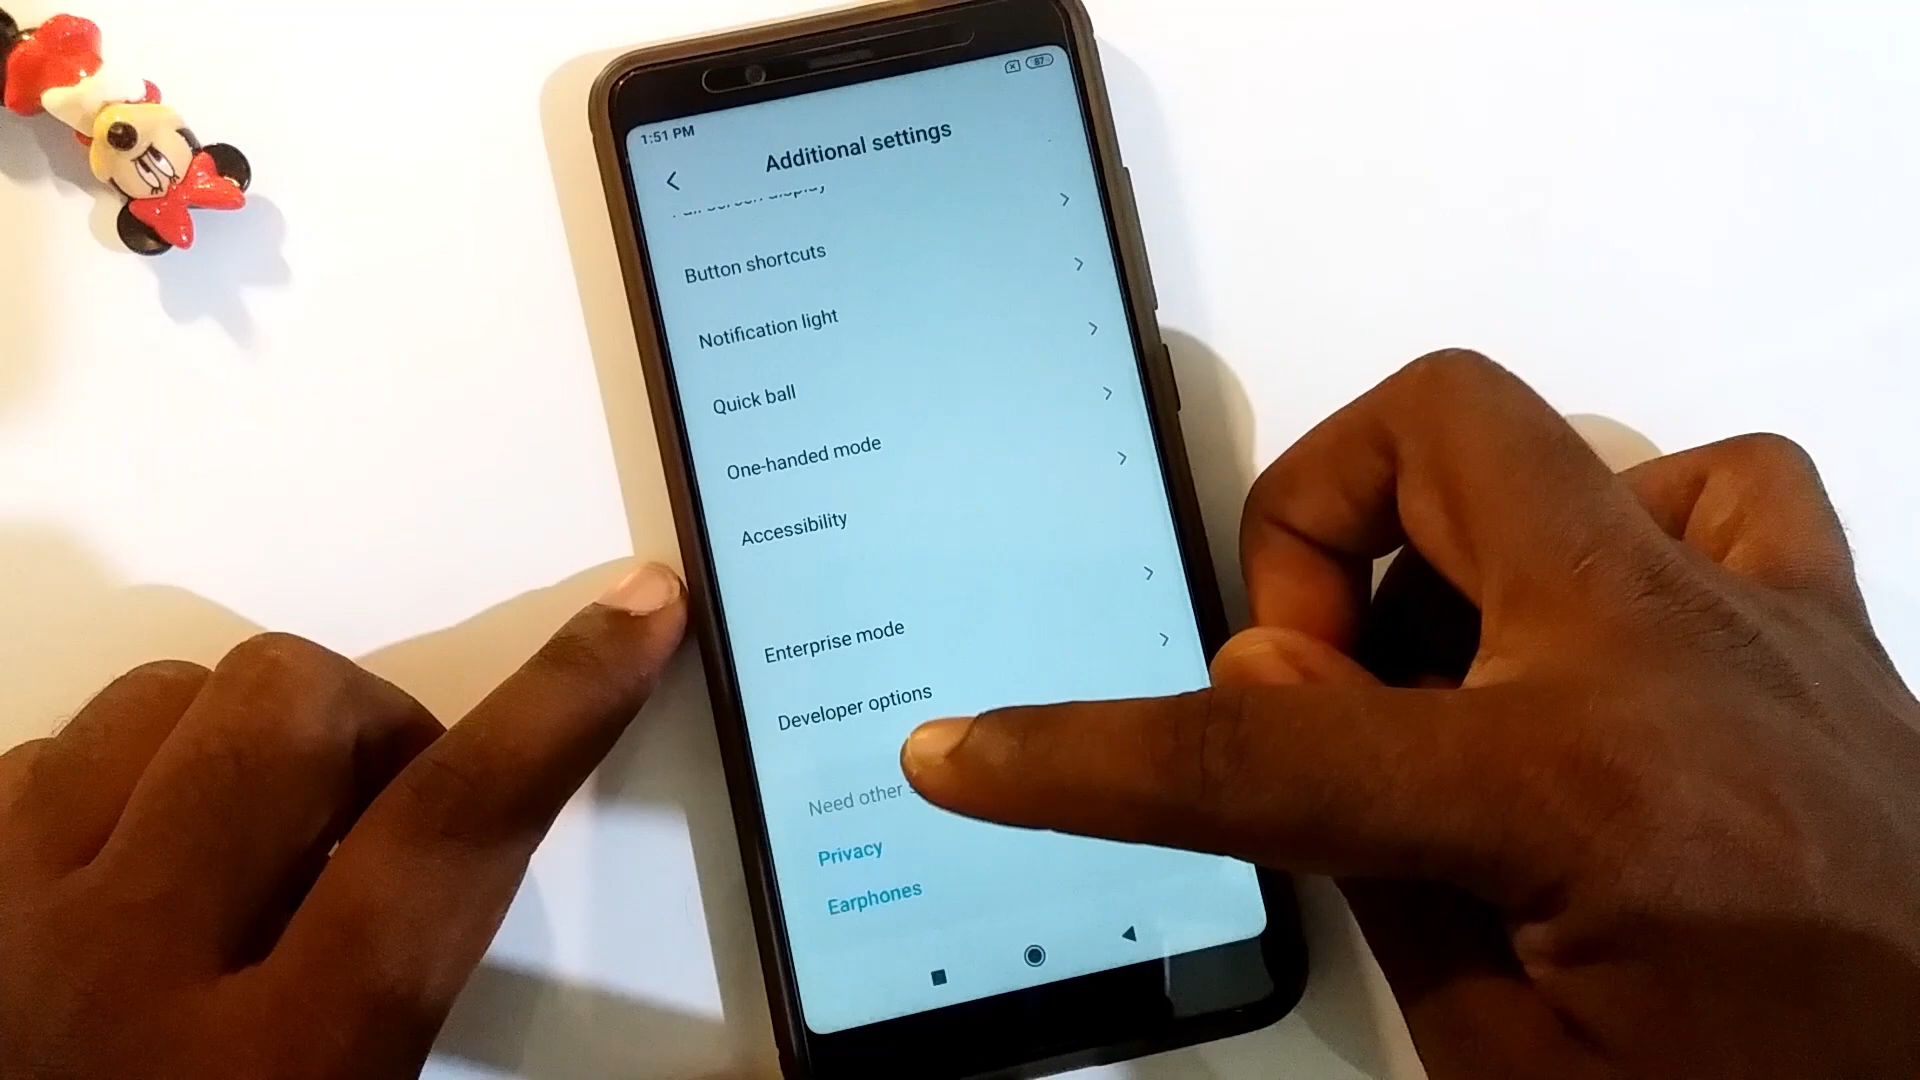 87
1:51 PM
Additional settings
Button shortcuts
Notification light
Quick ball
One-handed mode
Accessibility
Enterprise mode
Developer options
Need other
Privacy
Earphones